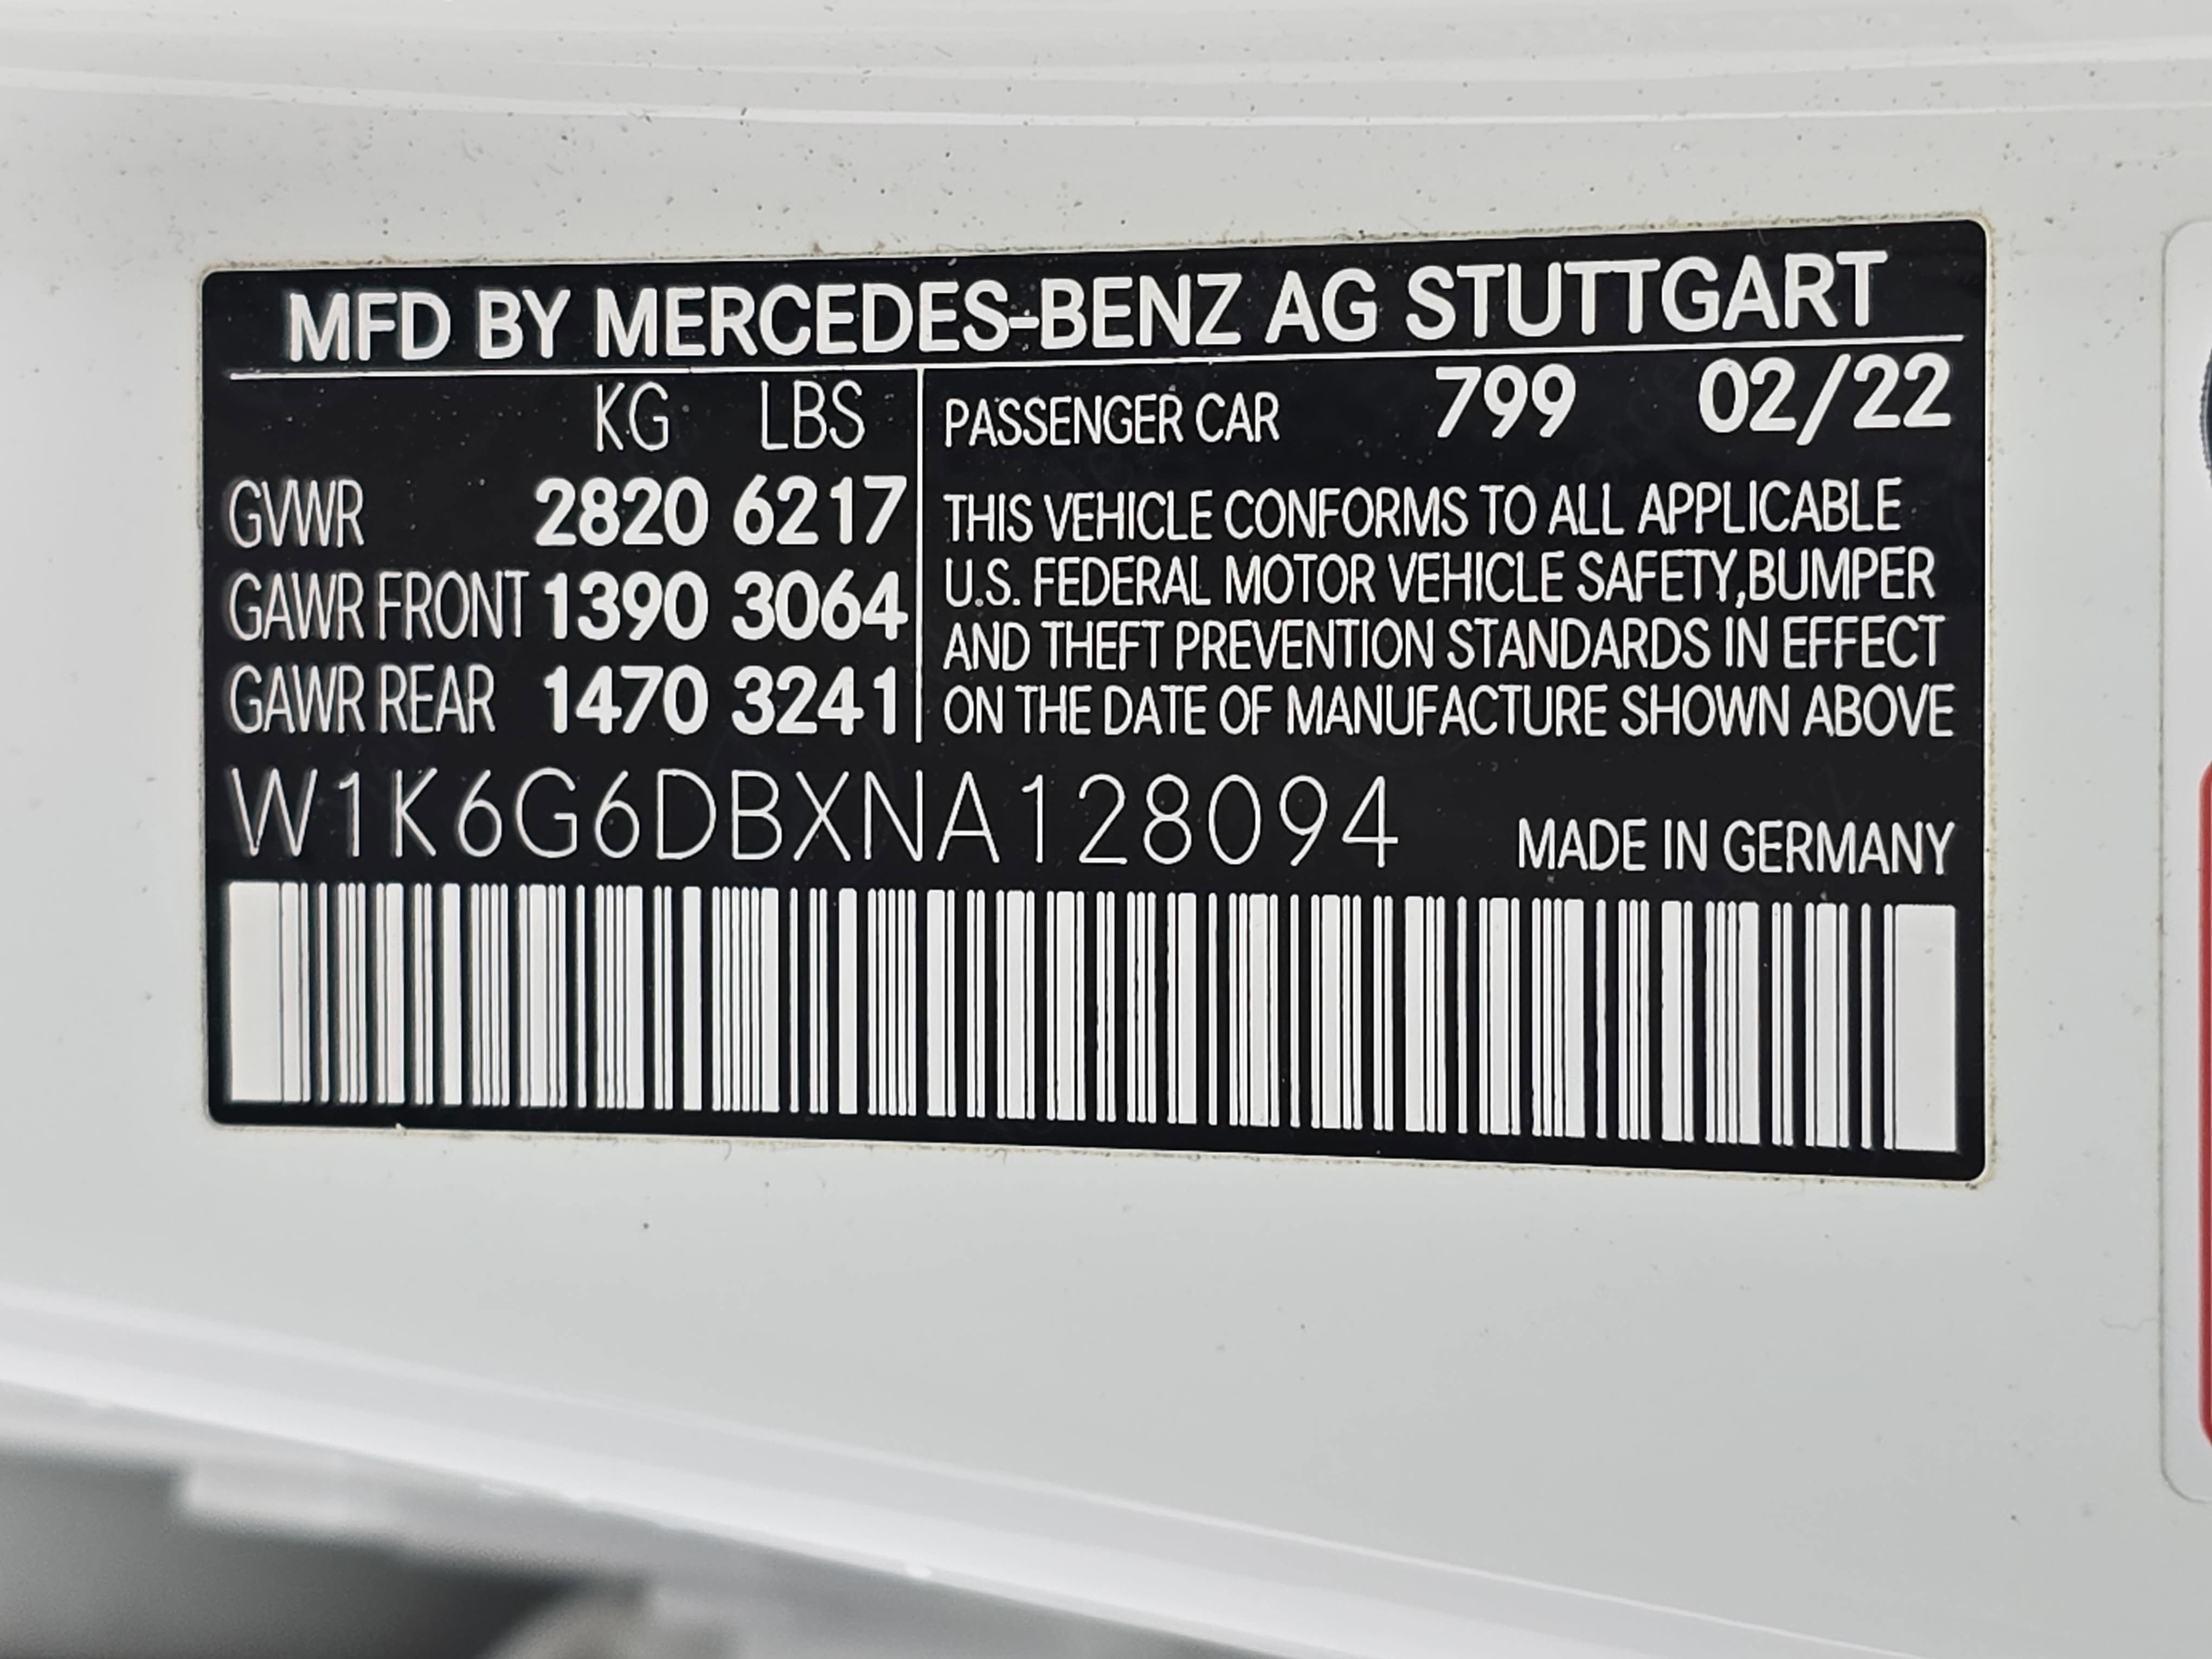 MFD BY MERCEDES-BENZ AG STUTTGART
KG LBS
GVWR 2820 6217
GAWR FRONT 1390 3064
GAWR REAR 1470 3241
PASSENGER CAR 799 02/22
THIS VEHICLE CONFORMS TO ALL APPLICABLE
U.S. FEDERAL MOTOR VEHICLE SAFETY,BUMPER
AND THEFT PREVENTION STANDARDS IN EFFECT
ON THE DATE OF MANUFACTURE SHOWN ABOVE
W1K6G6DBXNA128094
MADE IN GERMANY